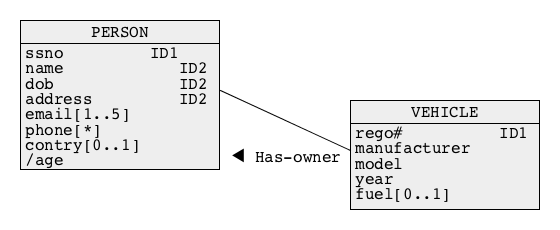 PERSON
ssno ID1
name ID2
dob ID2
address ID2
email[1..5]
phone[*]
contry[0..1]
/age
◀ Has-owner
VEHICLE
rego# ID1
manufacturer
model
year
fuel[0..1]